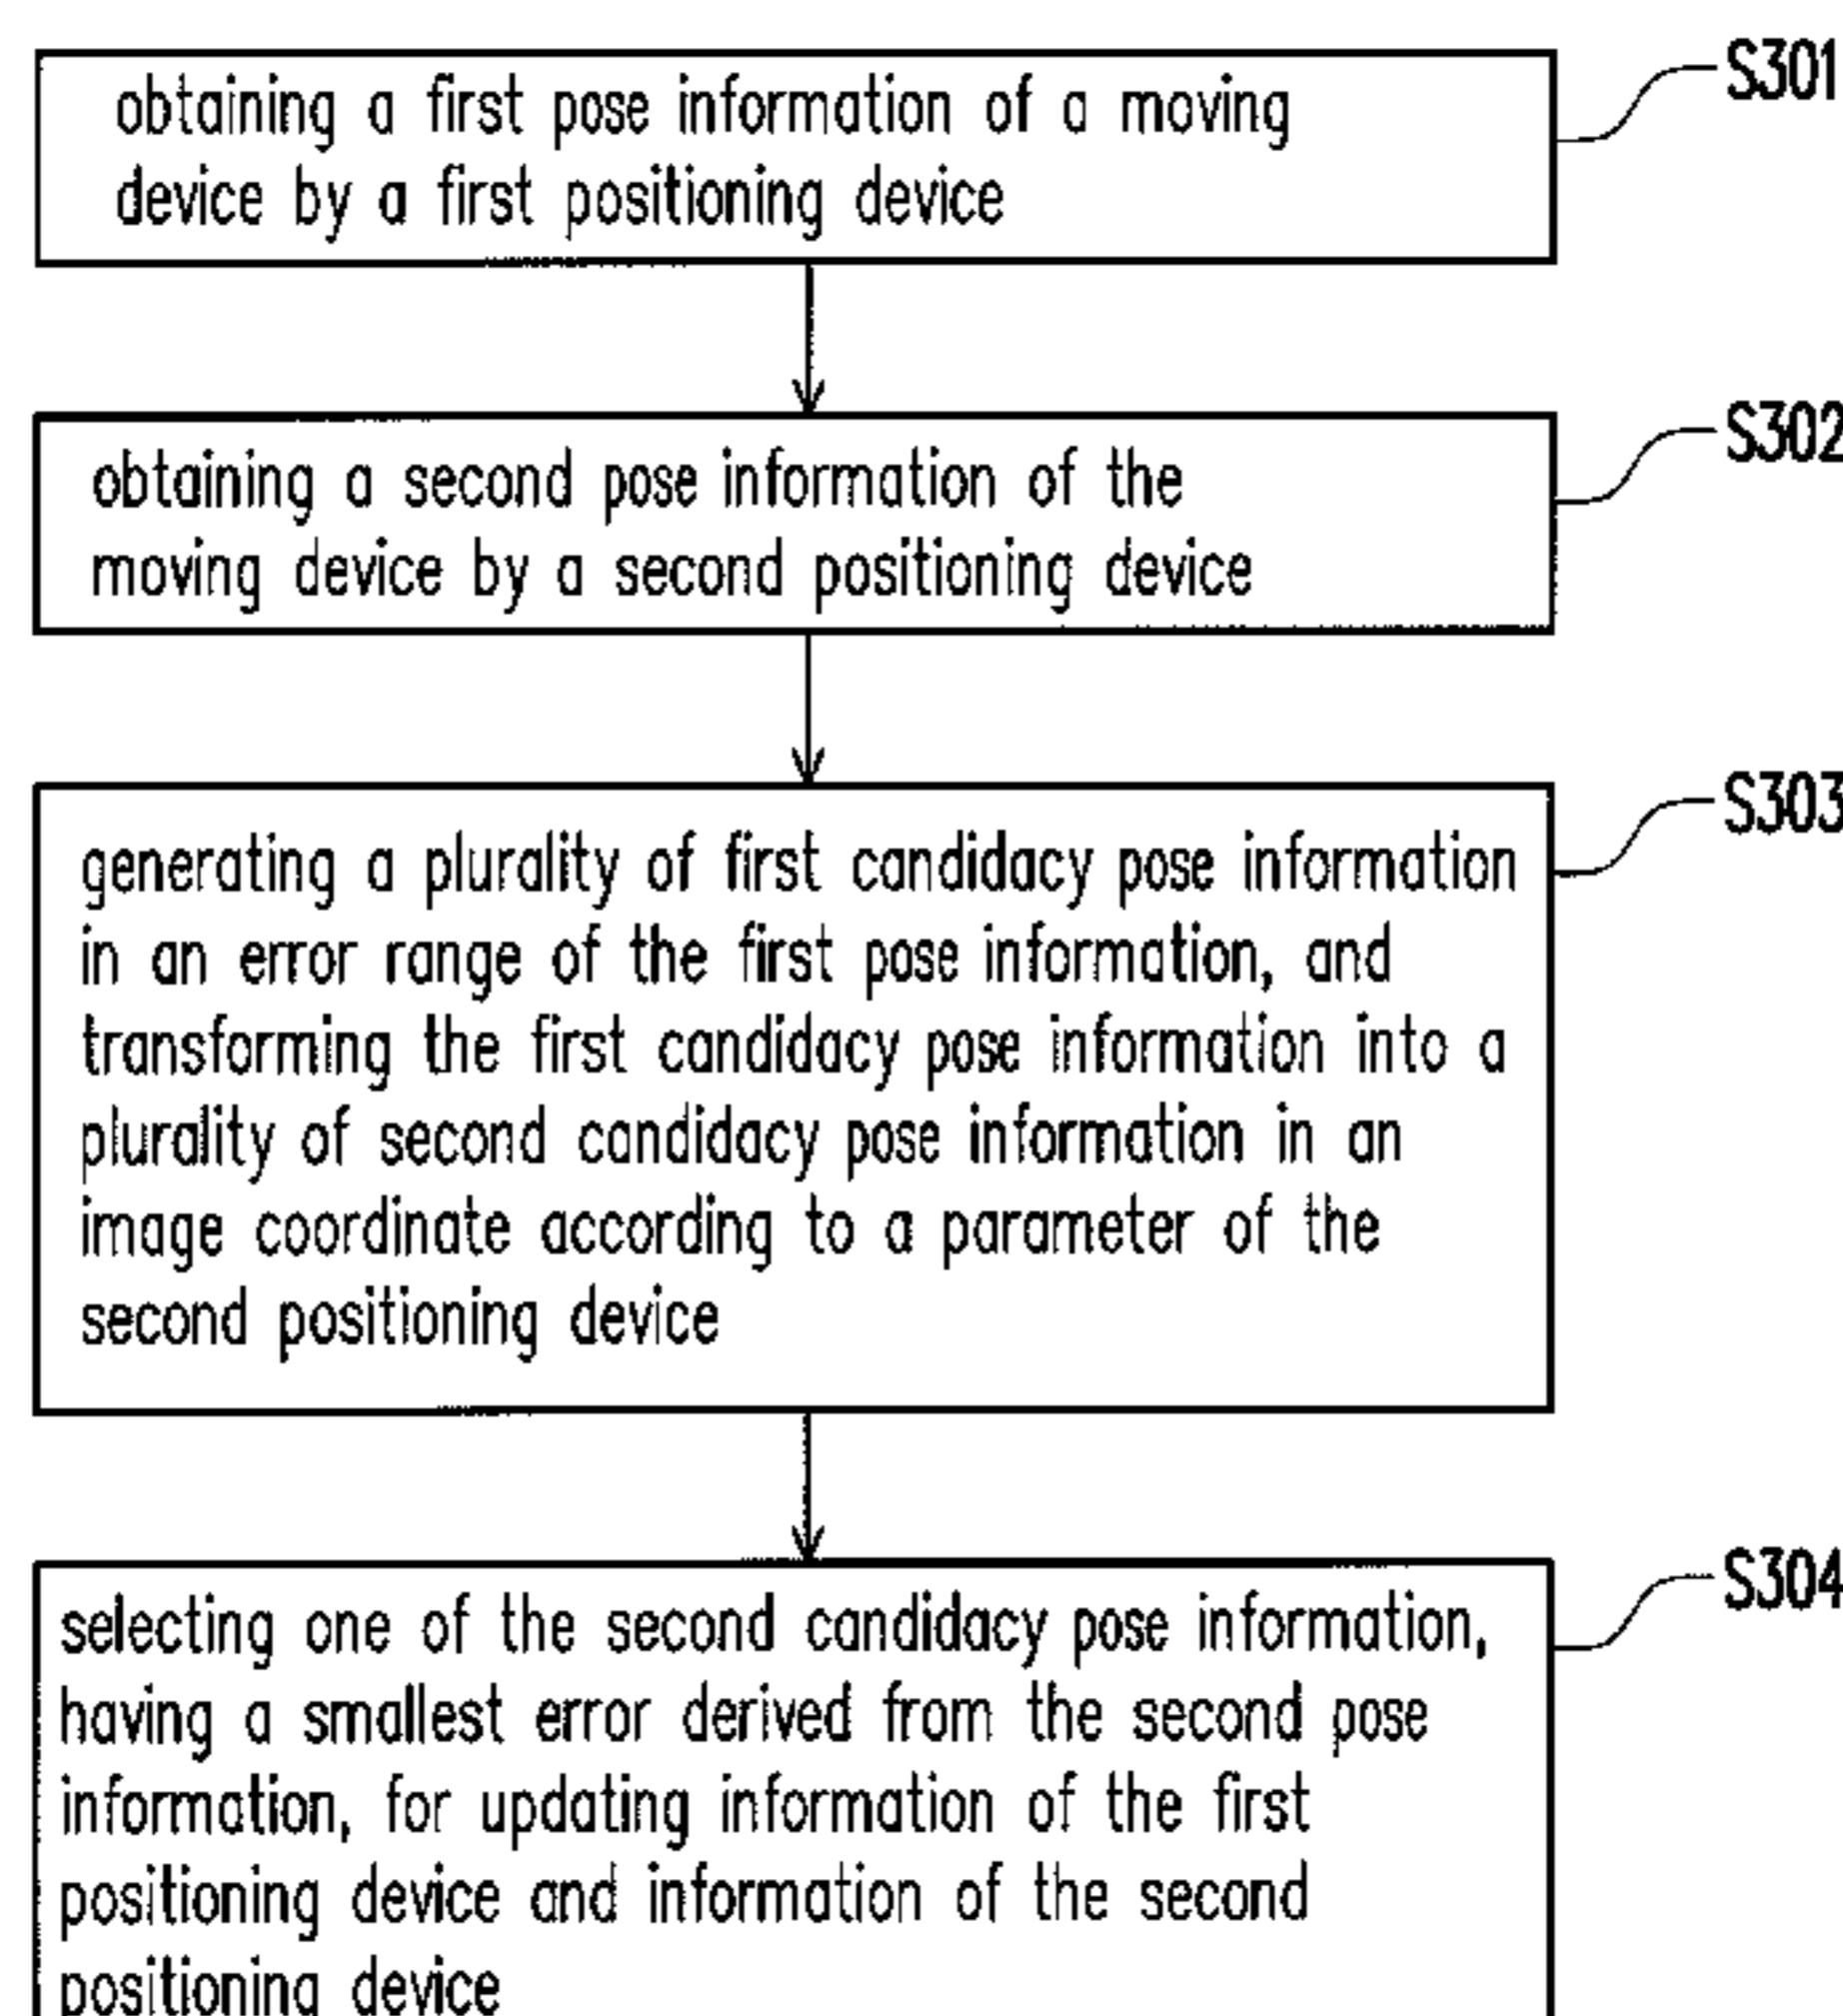 obtaining a first pose information of a moving
device by a first positioning device
S301
obtaining a second pose information of the
moving device by a second positioning device
S302
generating a plurality of first candidacy pose information
in an error range of the first pose information, and
transforming the first candidacy pose information into a
plurality of second candidacy pose information in an
image coordinate according to a parameter of the
second positioning device
S303
selecting one of the second candidacy pose information,
having a smallest error derived from the second pose
information, for updating information of the first
positioning device and information of the second
positioning device
S304